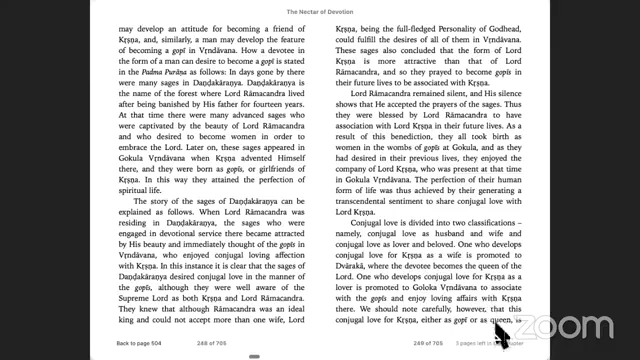 The Nectar of Devotion
may develop an attitude for becoming a friend of
Kṛṣṇa, and, similarly, a man may develop the feature
of becoming a gopī in Vṛndāvana. How a devotee in
the form of a man can desire to become a gopī is stated
in the Padma Purāṇa as follows: In days gone by there
were many sages in Daṇḍakāraṇya. Daṇḍakāraṇya is
the name of the forest where Lord Rāmacandra lived
after being banished by His father for fourteen years.
At that time there were many advanced sages who
were captivated by the beauty of Lord Rāmacandra
and who desired to become women in order to
embrace the Lord. Later on, these sages appeared in
Gokula Vṛndāvana when Kṛṣṇa advented Himself
there, and they were born as gopīs, or girlfriends of
Kṛṣṇa. In this way they attained the perfection of
spiritual life.
The story of the sages of Daṇḍakāraṇya can be
explained as follows. When Lord Rāmacandra was
residing in Daṇḍakāraṇya, the sages who were
engaged in devotional service there became attracted
by His beauty and immediately thought of the gopīs in
Vṛndāvana, who enjoyed conjugal loving affection
with Kṛṣṇa. In this instance it is clear that the sages of
Daṇḍakāraṇya desired conjugal love in the manner of
the gopīs, although they were well aware of the
Supreme Lord as both Kṛṣṇa and Lord Rāmacandra.
They knew that although Rāmacandra was an ideal
king and could not accept more than one wife, Lord
Kṛṣṇa, being the full-fledged Personality of Godhead,
could fulfill the desires of all of them in Vṛndāvana.
These sages also concluded that the form of Lord
Kṛṣṇa is more attractive than that of Lord
Rāmacandra, and so they prayed to become gopīs in
their future lives to be associated with Kṛṣṇa.
Lord Rāmacandra remained silent, and His silence
shows that He accepted the prayers of the sages. Thus
they were blessed by Lord Rāmacandra to have
association with Lord Kṛṣṇa in their future lives. As a
result of this benediction, they all took birth as
women in the wombs of gopīs at Gokula, and as they
had desired in their previous lives, they enjoyed the
company of Lord Kṛṣṇa, who was present at that time
in Gokula Vṛndāvana. The perfection of their human
form of life was thus achieved by their generating a
transcendental sentiment to share conjugal love with
Lord Kṛṣṇa.
Conjugal love is divided into two classifications –
namely, conjugal love as husband and wife and
conjugal love as lover and beloved. One who develops
conjugal love for Kṛṣṇa as a wife is promoted to
Dvārakā, where the devotee becomes the queen of the
Lord. One who develops conjugal love for Kṛṣṇa as a
lover is promoted to Goloka Vṛndāvana to associate
with the gopīs and enjoy loving affairs with Kṛṣṇa
there. We should note carefully, however, that this
conjugal love for Kṛṣṇa, either as gopī or as queen, is
Back to page 504
248 of 705
249 of 705
3 pages left in
zoom